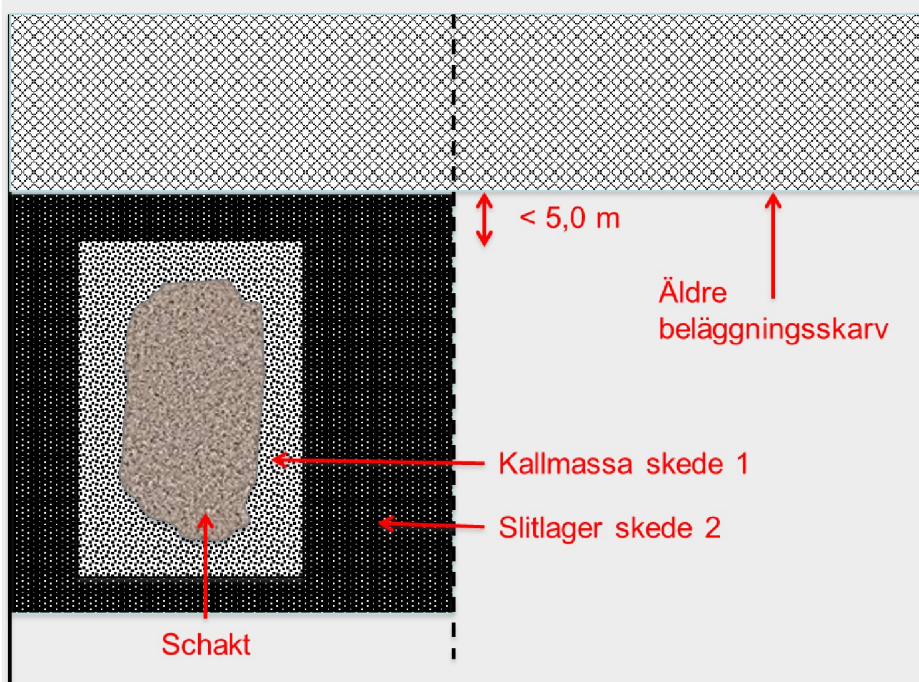 < 5,0 m
Äldre
beläggningsskarv
Kallmassa skede 1
Slitlager skede 2
Schakt